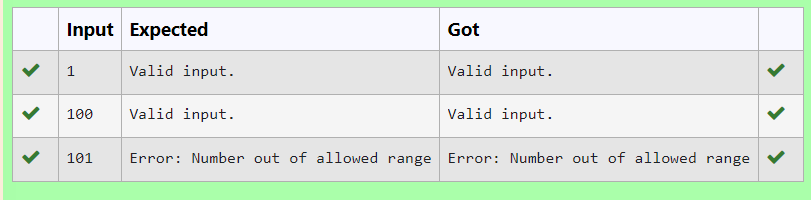 Input Expected Got
1 Valid input. Valid input.
100 Valid input. Valid input.
101 Error: Number out of allowed range Error: Number out of allowed range